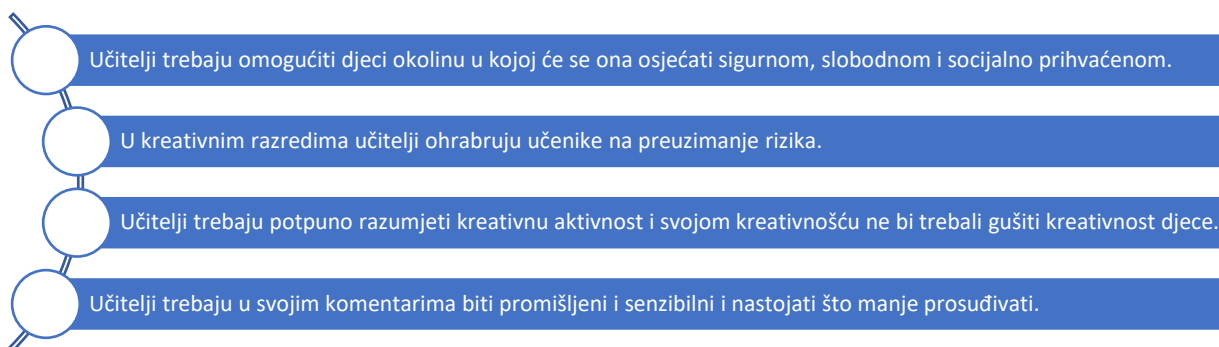 Učitelji trebaju omogućiti djeci okolinu u kojoj će se ona osjećati sigurnom, slobodnom i socijalno prihvaćenom.
U kreativnim razredima učitelji ohrabruju učenike na preuzimanje rizika.
Učitelji trebaju potpuno razumjeti kreativnu aktivnost i svojom kreativnošću ne bi trebali gušiti kreativnost djece.
Učitelji trebaju u svojim komentarima biti promišljeni i senzibilni i nastojati što manje prosuđivati.